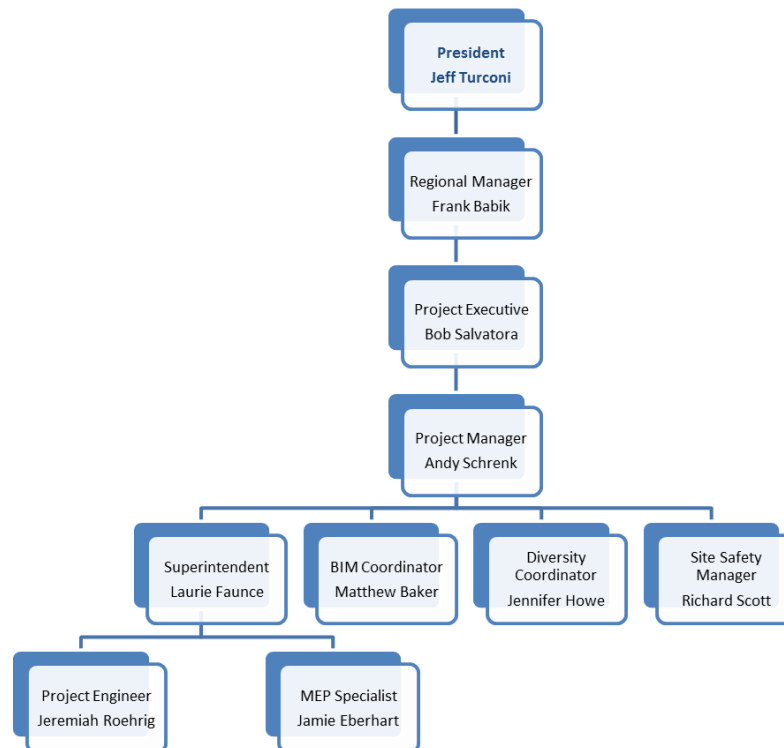 President
Jeff Turconi
Regional Manager
Frank Babik
Project Executive
Bob Salvatora
Project Manager
Andy Schrenk
Superintendent
Laurie Faunce
BIM Coordinator
Matthew Baker
Diversity
Coordinator
Jennifer Howe
Site Safety
Manager
Richard Scott
Project Engineer
Jeremiah Roehrig
MEP Specialist
Jamie Eberhart